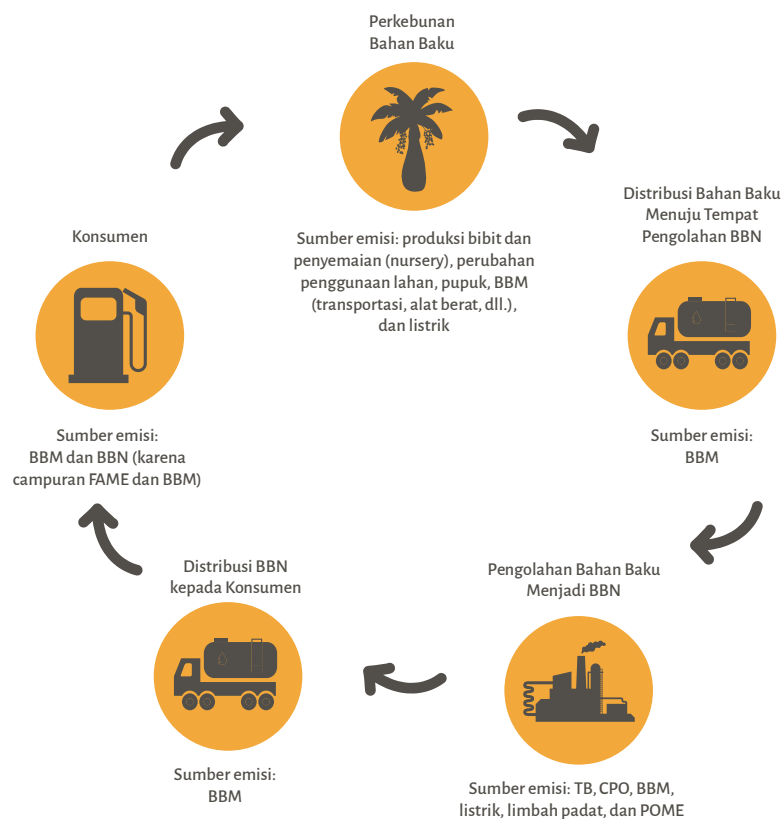 Perkebunan
Bahan Baku
Sumber emisi: produksi bibit dan
penyemaian (nursery), perubahan
penggunaan lahan, pupuk, BBM
(transportasi, alat berat, dll.),
dan listrik
Distribusi Bahan Baku
Menuju Tempat
Pengolahan BBN
Sumber emisi:
BBM
Pengolahan Bahan Baku
Menjadi BBN
Sumber emisi: TB, CPO, BBM,
listrik, limbah padat, dan POME
Distribusi BBN
kepada Konsumen
Sumber emisi:
BBM
Konsumen
Sumber emisi:
BBM dan BBN (karena
campuran FAME dan BBM)